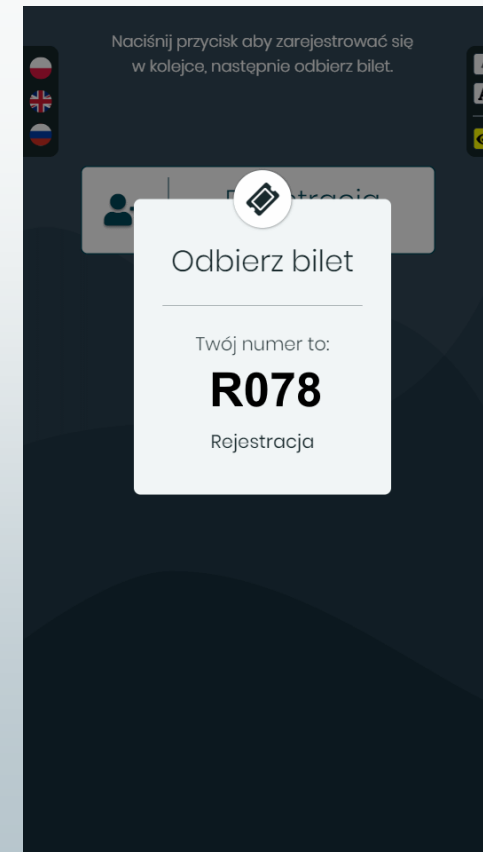 Naciśnij przycisk aby zarejestrować się
w kolejce, następnie odbierz bilet.
Odbierz bilet
Twój numer to:
R078
Rejestracja